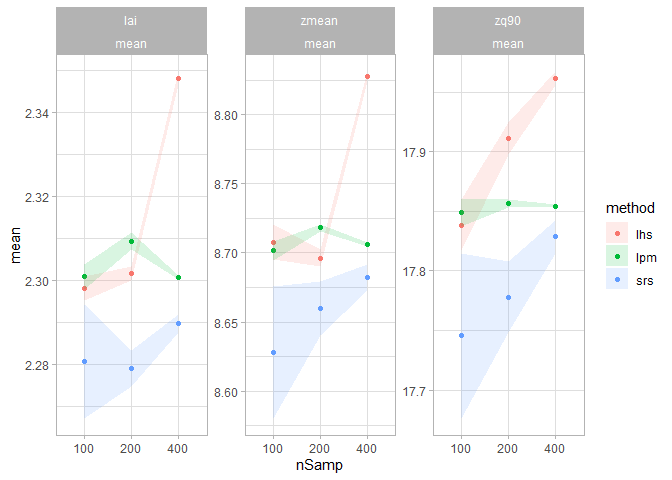 lai
mean
zmean
mean
zq90
mean
mean
2.34
2.32
2.30
2.28
100
200
400
8.80
8.75
8.70
8.65
8.60
100
200
400
17.9
17.8
17.7
100
200
400
nSamp
method
lhs
lpm
srs